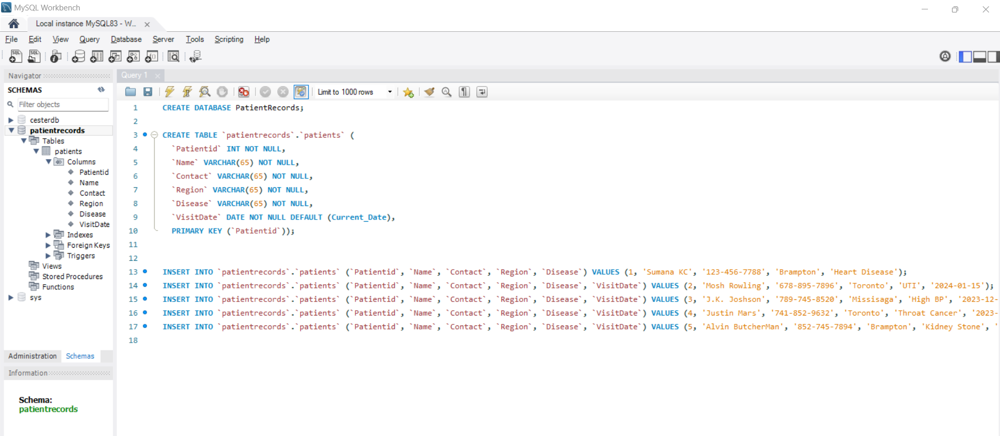 MySQL Workbench
Local instance MySQL83 - W...
File Edit View Query Database Server Tools Scripting Help
Navigator
Query 1
SCHEMAS
Limit to 1000 rows
Filter objects
cesterdb
patientrecords
Tables
patients
Columns
Patientid
Name
Contact
Region
Disease
VisitDate
Indexes
Foreign Keys
Triggers
Views
Stored Procedures
Functions
sys
Administration Schemas
Information
Schema:
patientrecords
1 CREATE DATABASE PatientRecords;
2
3 CREATE TABLE `patientrecords`.`patients` (
4 `Patientid` INT NOT NULL,
5 `Name` VARCHAR(65) NOT NULL,
6 `Contact` VARCHAR(65) NOT NULL,
7 `Region` VARCHAR(65) NOT NULL,
8 `Disease` VARCHAR(65) NOT NULL,
9 `VisitDate` DATE NOT NULL DEFAULT (Current_Date),
10 PRIMARY KEY (`Patientid`));
11
12
13 INSERT INTO `patientrecords`.`patients` (`Patientid`, `Name`, `Contact`, `Region`, `Disease`) VALUES (1, 'Sumana KC', '123-456-7788', 'Brampton', 'Heart Disease');
14 INSERT INTO `patientrecords`.`patients` (`Patientid`, `Name`, `Contact`, `Region`, `Disease`, `VisitDate`) VALUES (2, 'Mosh Rowling', '678-895-7896', 'Toronto', 'UTI', '2024-01-15');
15 INSERT INTO `patientrecords`.`patients` (`Patientid`, `Name`, `Contact`, `Region`, `Disease`, `VisitDate`) VALUES (3, 'J.K. Joshson', '789-745-8520', 'Missisaga', 'High BP', '2023-12-
16 INSERT INTO `patientrecords`.`patients` (`Patientid`, `Name`, `Contact`, `Region`, `Disease`, `VisitDate`) VALUES (4, 'Justin Mars', '741-852-9632', 'Toronto', 'Throat Cancer', '2023-
17 INSERT INTO `patientrecords`.`patients` (`Patientid`, `Name`, `Contact`, `Region`, `Disease`, `VisitDate`) VALUES (5, 'Alvin ButcherMan', '852-745-7894', 'Brampton', 'Kidney Stone', '
18